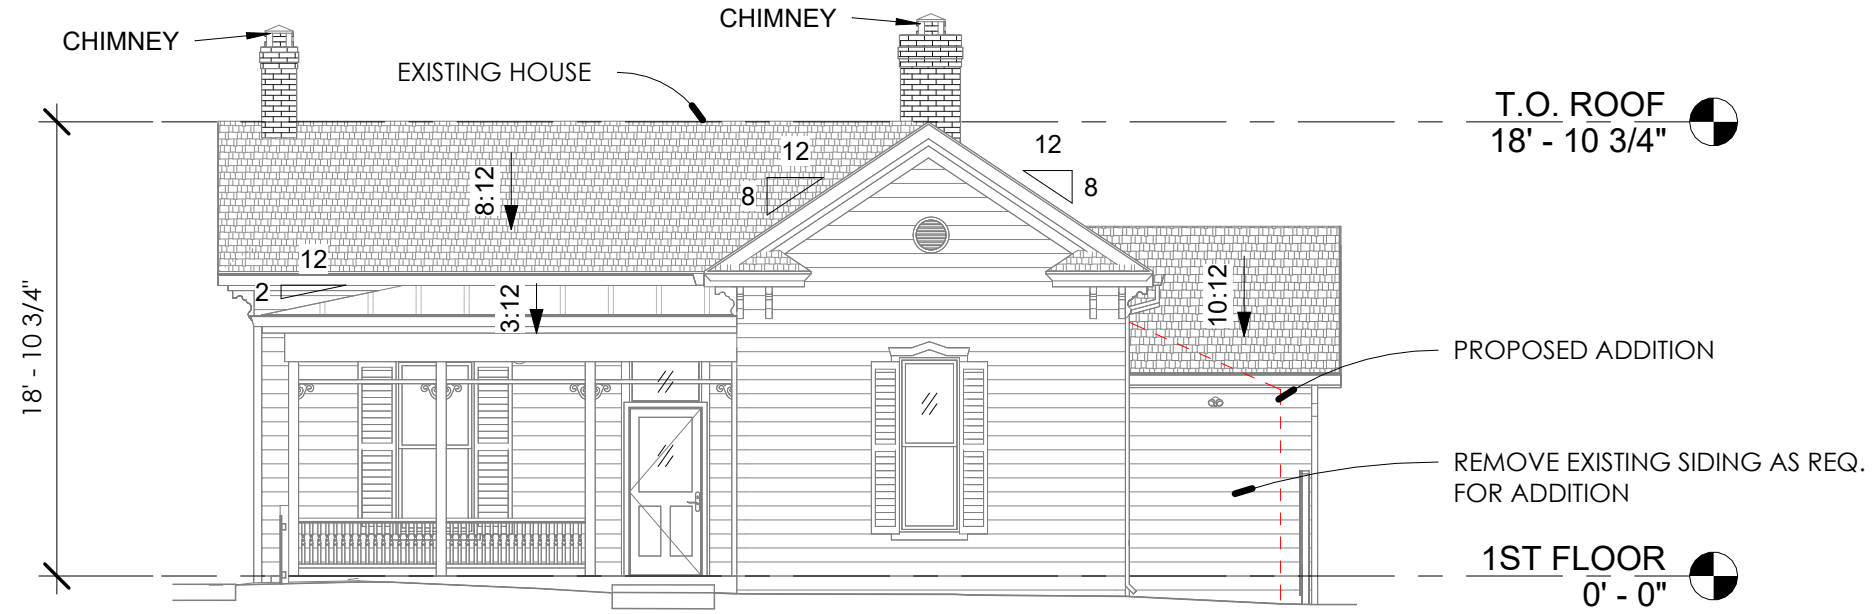 CHIMNEY
CHIMNEY
EXISTING HOUSE
T.O. ROOF
18' - 10 3/4"
12
12
8:12
8
8
12
2
3:12
10:12
18' - 10 3/4"
PROPOSED ADDITION
REMOVE EXISTING SIDING AS REQ.
FOR ADDITION
1ST FLOOR
0' - 0"